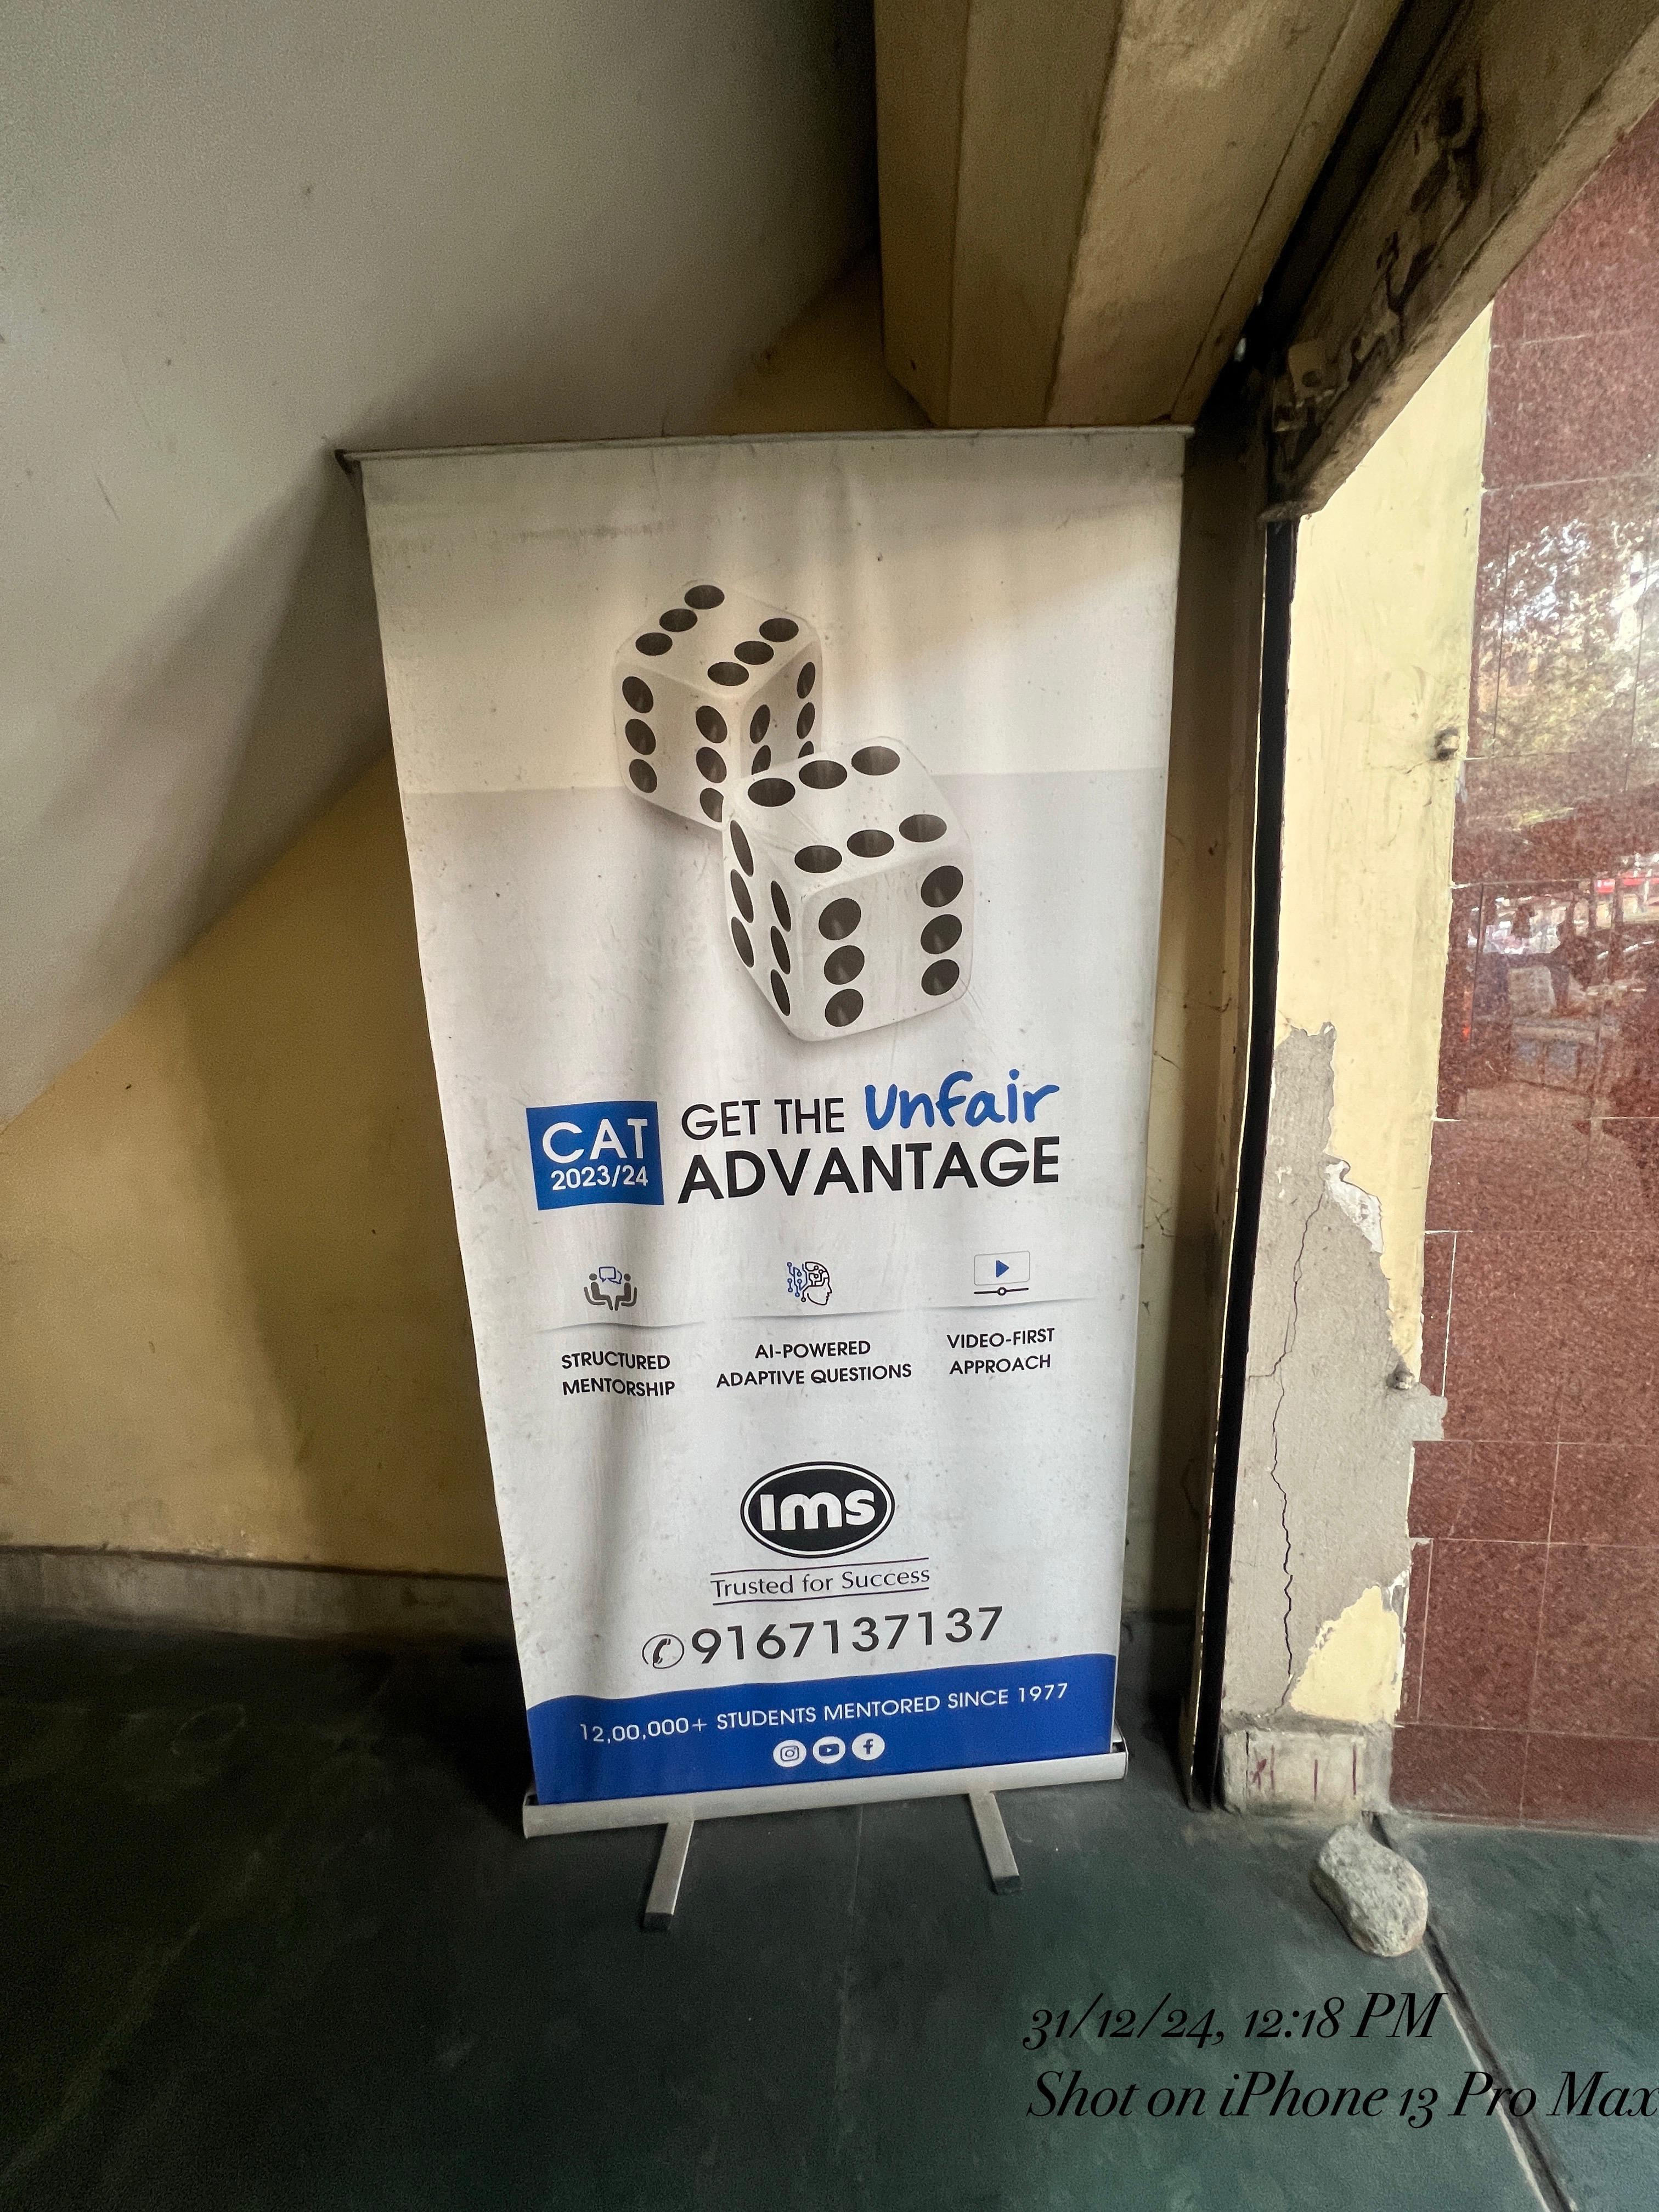 CAT
2023/24
GET THE Unfair
ADVANTAGE
STRUCTURED
MENTORSHIP
AI-POWERED
ADAPTIVE QUESTIONS
VIDEO-FIRST
APPROACH
ims
Trusted for Success
9167137137
12,00,000+ STUDENTS MENTORED SINCE 1977
31/12/24, 12:18 PM
Shot on iPhone 13 Pro Max